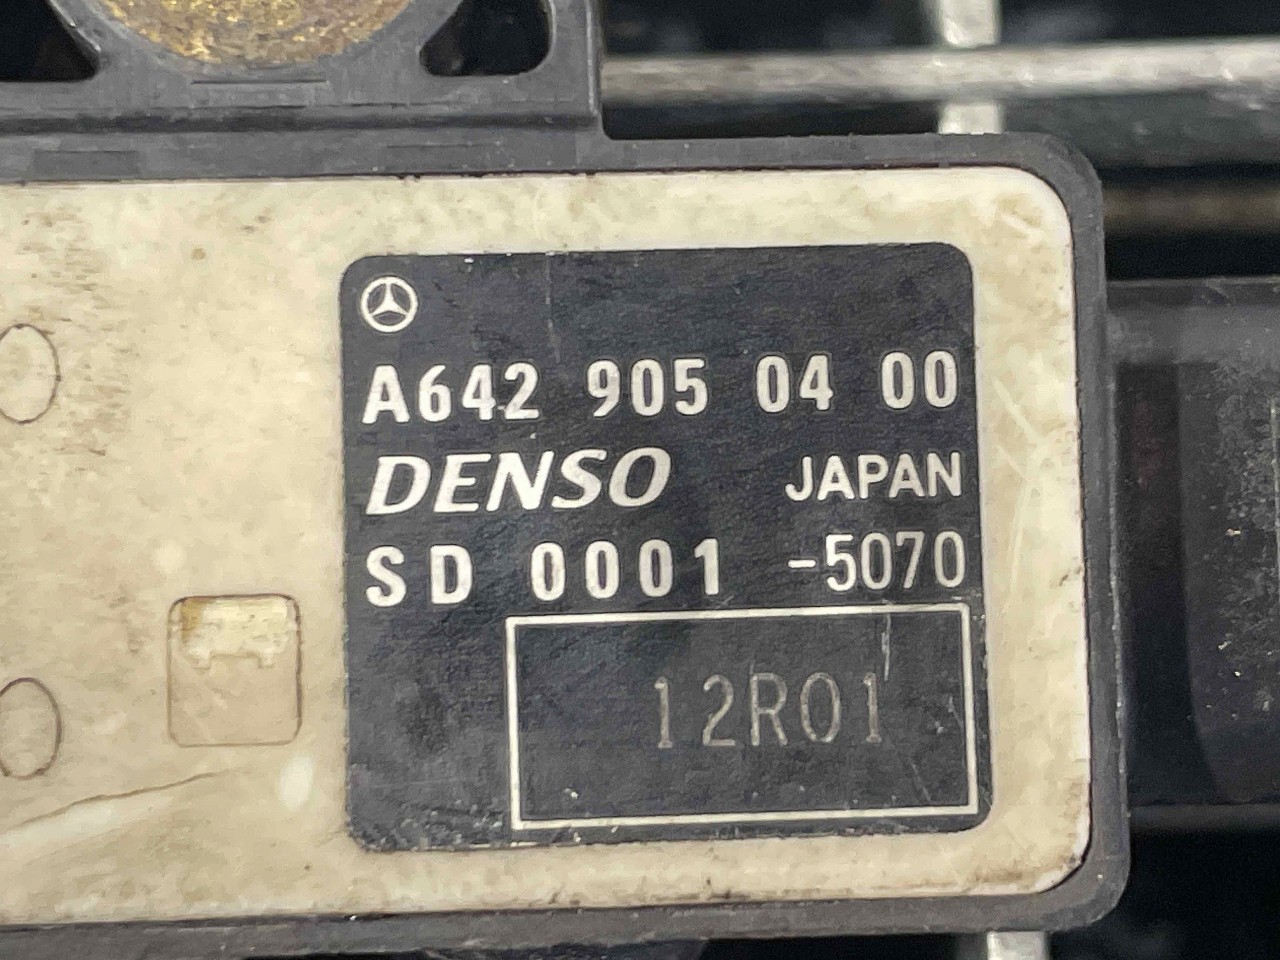 A642 905 04 00
DENSO JAPAN
SD 0001 -5070
12R01